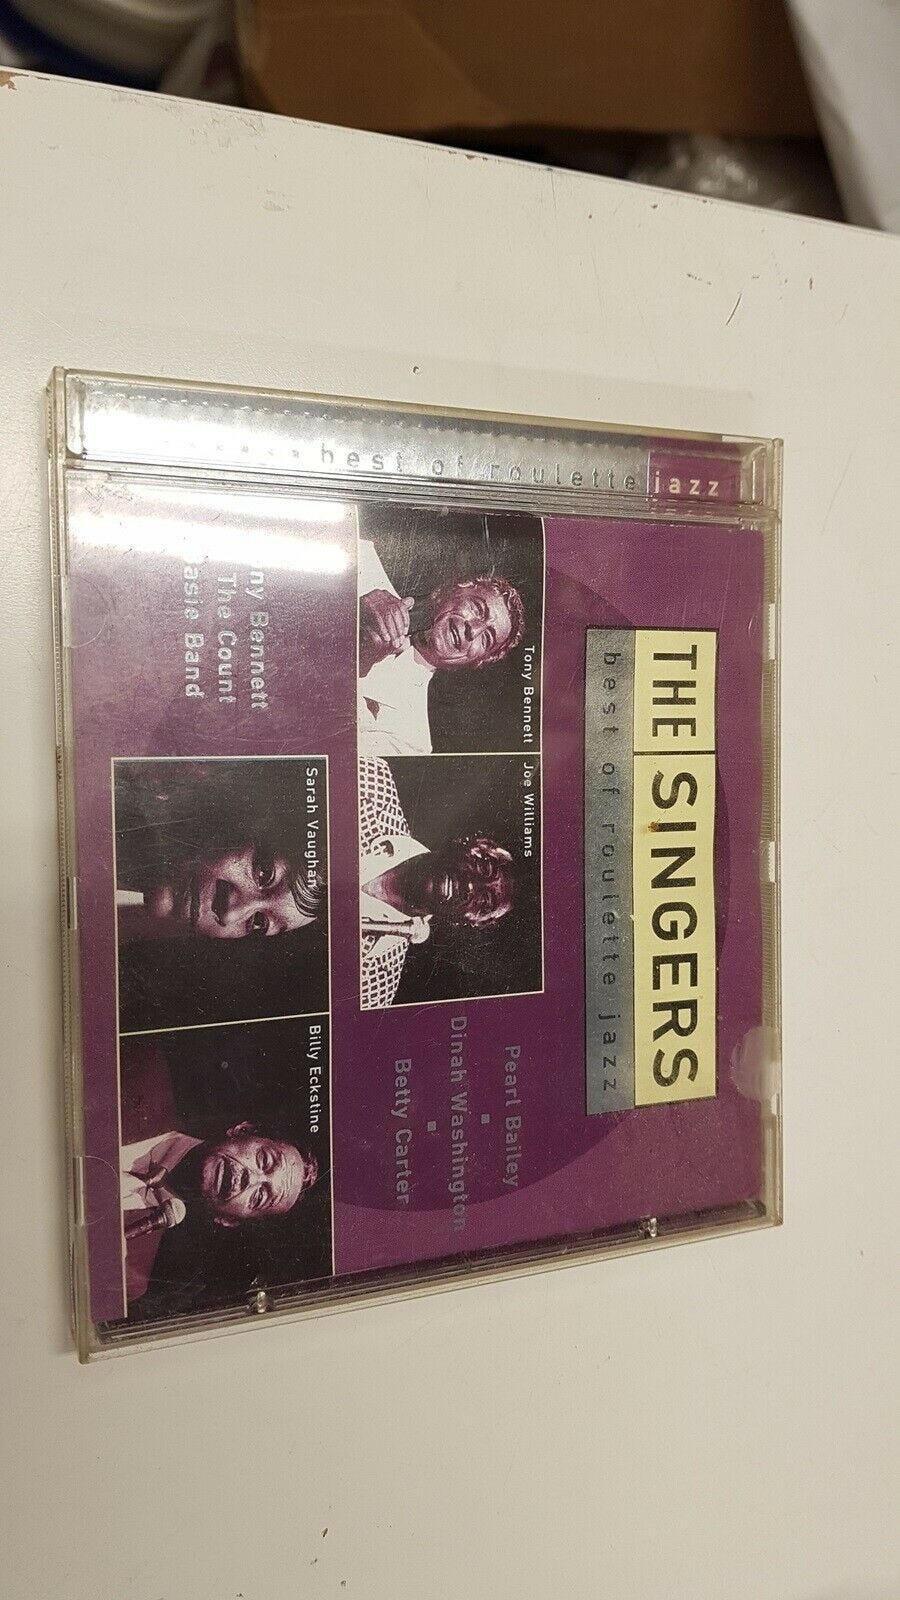 best of roulette jazz
THE SINGERS
best of roulette jazz
Tony Bennett
Joe Williams
Pearl Bailey
Dinah Washington
Betty Carter
Bennett
The Count
Band
Sarah Vaughan
Billy Eckstine